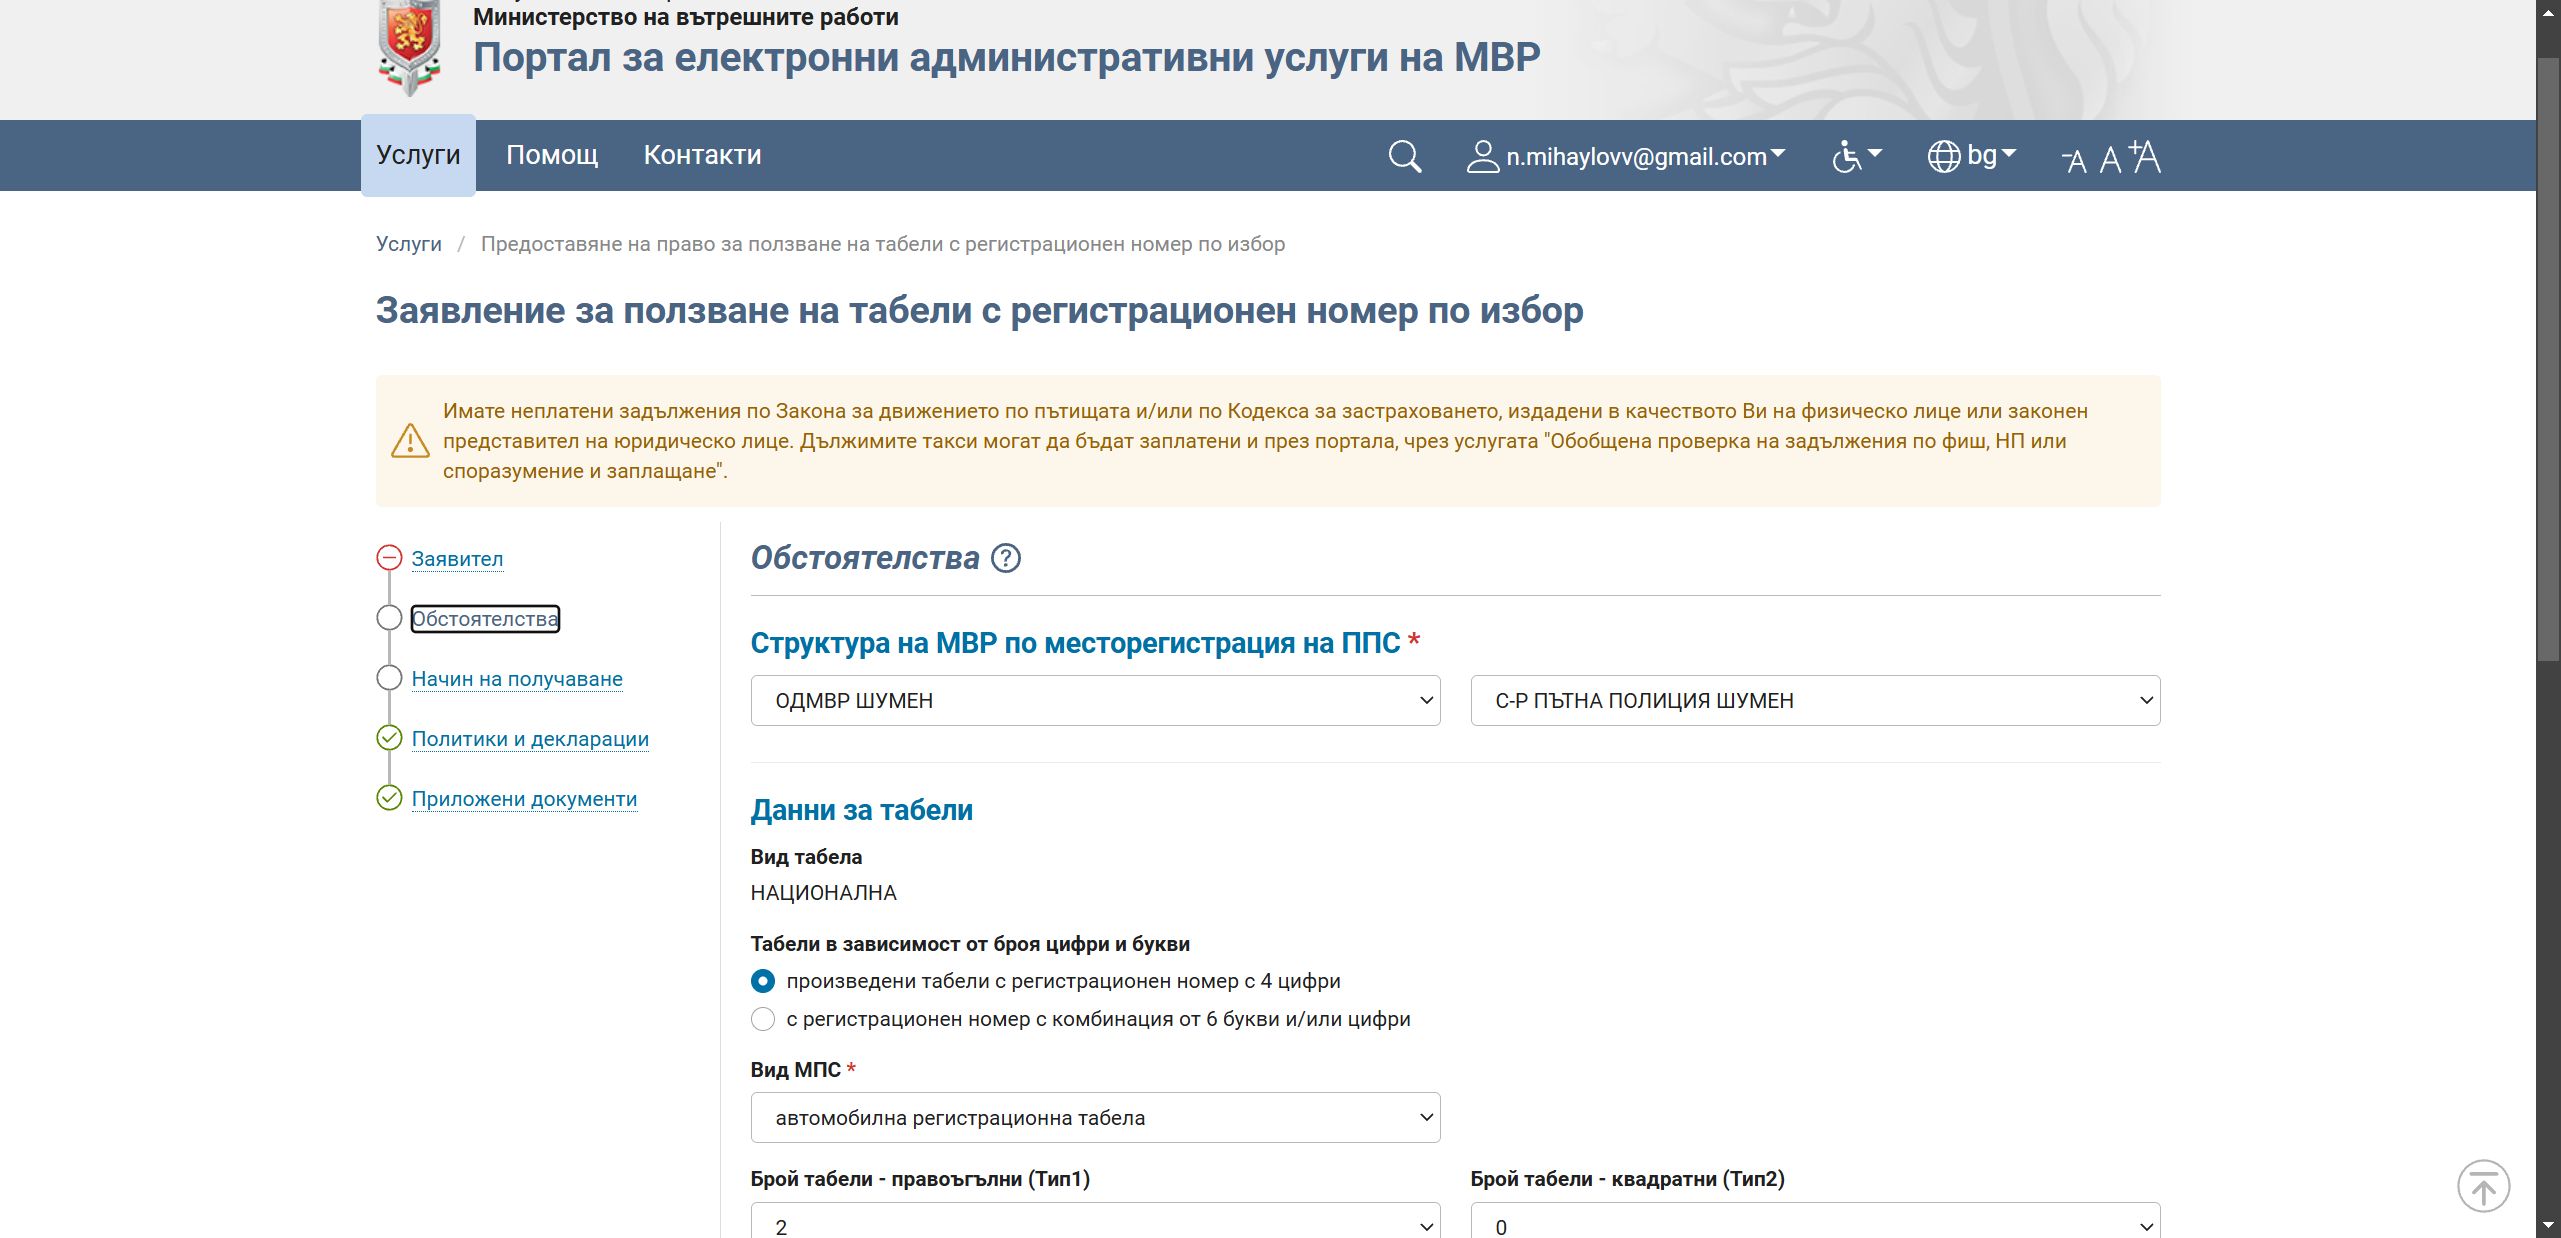 Министерство на вътрешните работи
Портал за електронни административни услуги на МВР
Услуги Помощ Контакти n.mihaylovv@gmail.com bg -A A +A
Услуги / Предоставяне на право за ползване на табели с регистрационен номер по избор
Заявление за ползване на табели с регистрационен номер по избор
Имате неплатени задължения по Закона за движението по пътищата и/или по Кодекса за застраховането, издадени в качеството Ви на физическо лице или законен
представител на юридическо лице. Дължимите такси могат да бъдат заплатени и през портала, чрез услугата "Обобщена проверка на задължения по фиш, НП или
споразумение и заплащане".
Заявител
Обстоятелства
Начин на получаване
Политики и декларации
Приложени документи
Обстоятелства ?
Структура на МВР по месторегистрация на ППС *
ОДМВР ШУМЕН С-Р ПЪТНА ПОЛИЦИЯ ШУМЕН
Данни за табели
Вид табела
НАЦИОНАЛНА
Табели в зависимост от броя цифри и букви
произведени табели с регистрационен номер с 4 цифри
с регистрационен номер с комбинация от 6 букви и/или цифри
Вид МПС *
автомобилна регистрационна табела
Брой табели - правоъгълни (Тип1) Брой табели - квадратни (Тип2)
2 0